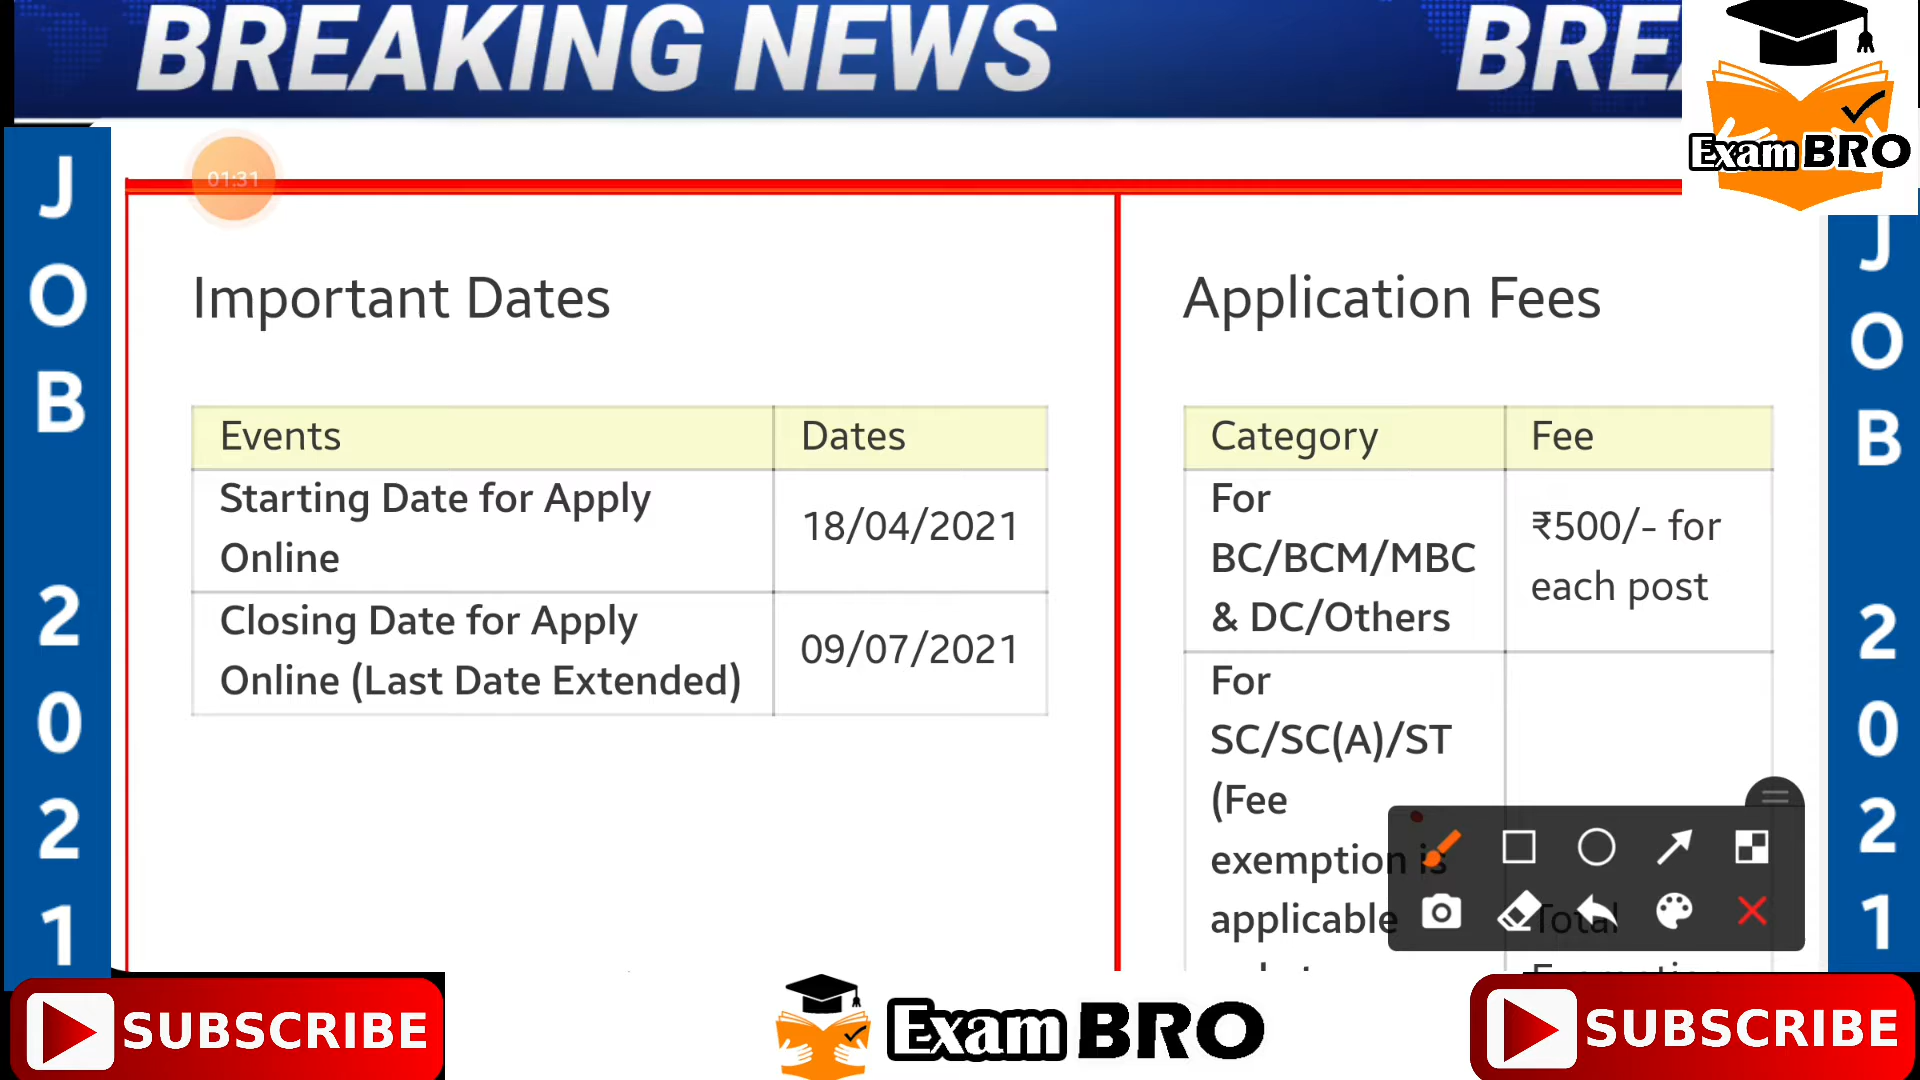 BREAKING NEWS
BREA
Exam BRO
JOB 2021
JOB 2021
01:31
Important Dates
Events
Dates
Starting Date for Apply
Online
18/04/2021
Closing Date for Apply
Online (Last Date Extended)
09/07/2021
Application Fees
Category
Fee
For
BC/BCM/MBC
& DC/Others
₹500/- for
each post
For
SC/SC(A)/ST
(Fee
exemption is
applicable
Total
SUBSCRIBE
Exam BRO
SUBSCRIBE